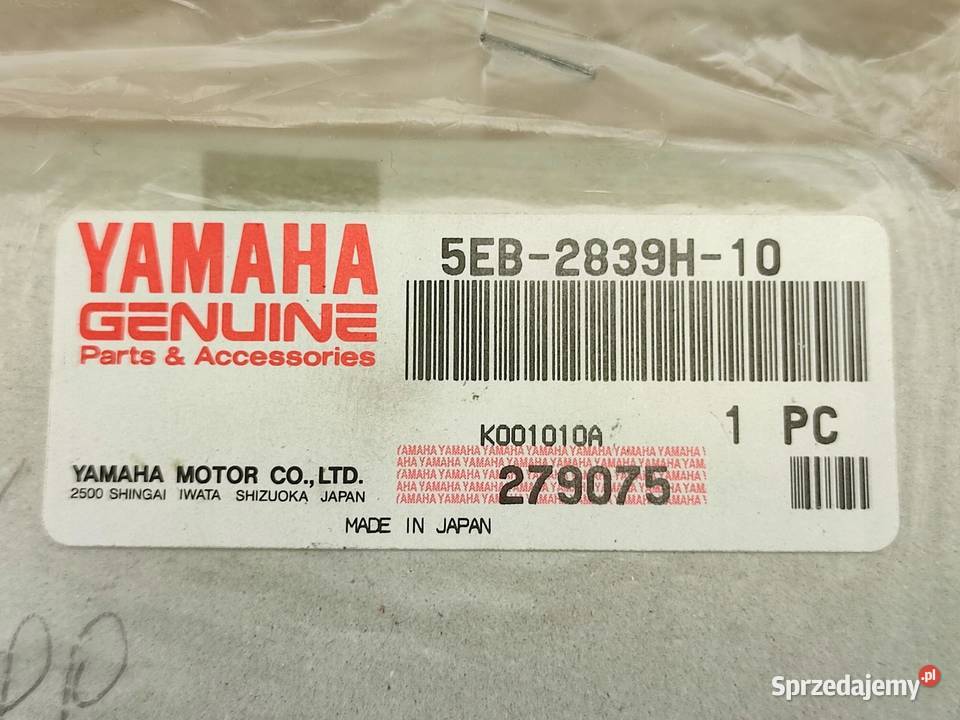 YAMAHA
GENUINE
Parts & Accessories
5EB-2839H-10
1 PC
K001010A
279075
YAMAHA MOTOR CO., LTD.
2500 SHINGAI IWATA SHIZUOKA JAPAN
MADE IN JAPAN
00
Sprzedajemy.pl